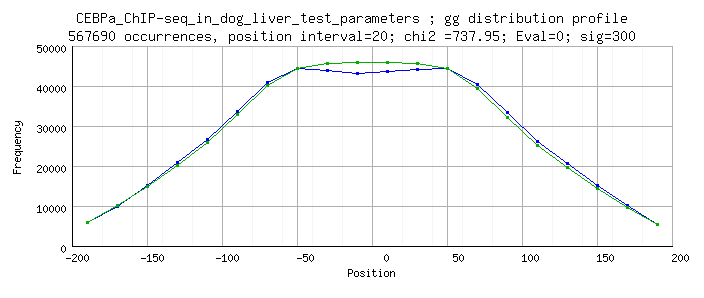 CEBPa_ChIP-seq_in_dog_liver_test_parameters ; gg distribution profile
567690 occurrences, position interval=20; chi2 =737.95; Eval=0; sig=300
50000
40000
30000
20000
10000
0
Frequency
-200 -150 -100 -50 0 50 100 150 200
Position